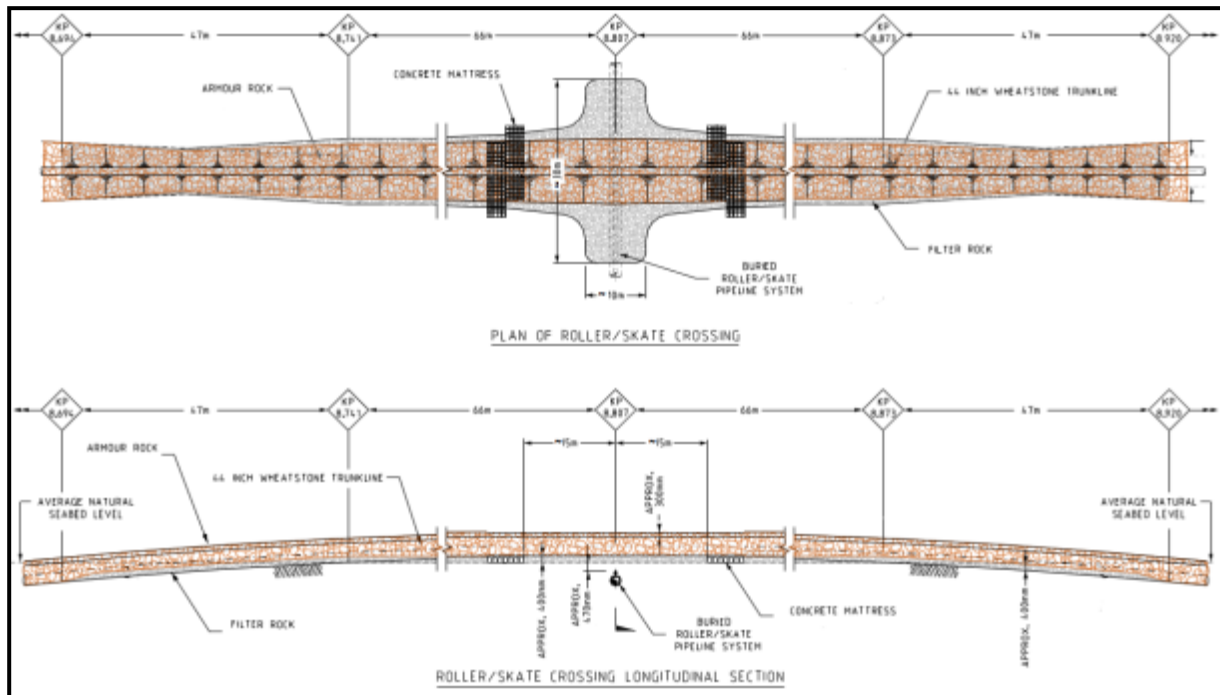 KP
8,694
47m
KP
8,741
66m
KP
8,807
66m
KP
8,873
47m
KP
8,920
CONCRETE MATTRESS
ARMOUR ROCK
44 INCH WHEATSTONE TRUNKLINE
FILTER ROCK
BURIED
ROLLER/SKATE
PIPELINE SYSTEM
~10m
PLAN OF ROLLER/SKATE CROSSING
KP
8,694
47m
KP
8,741
66m
KP
8,807
66m
KP
8,873
47m
KP
8,920
ARMOUR ROCK
44 INCH WHEATSTONE TRUNKLINE
AVERAGE NATURAL
SEABED LEVEL
~15m
~15m
APPROX.
300mm
AVERAGE NATURAL
SEABED LEVEL
FILTER ROCK
APPROX. 400mm
APPROX.
470mm
BURIED
ROLLER/SKATE
PIPELINE SYSTEM
CONCRETE MATTRESS
APPROX. 400mm
ROLLER/SKATE CROSSING LONGITUDINAL SECTION